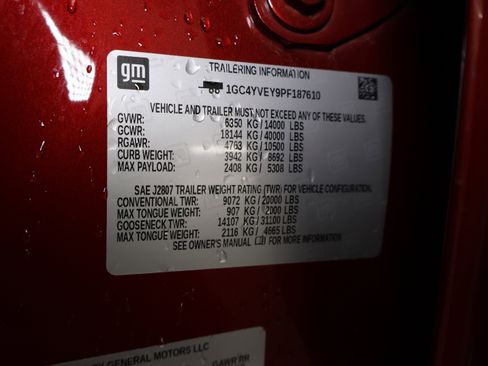 gm
TRAILERING INFORMATION
1GC4YVEY9PF187610
VEHICLE AND TRAILER MUST NOT EXCEED ANY OF THESE VALUES.
GVWR: 6350 KG / 14000 LBS
GCWR: 18144 KG / 40000 LBS
RGAWR: 4763 KG / 10500 LBS
CURB WEIGHT: 3942 KG / 8692 LBS
MAX PAYLOAD: 2408 KG / 5308 LBS
SAE J2807 TRAILER WEIGHT RATING (TWR) FOR VEHICLE CONFIGURATION.
CONVENTIONAL TWR: 9072 KG / 20000 LBS
MAX TONGUE WEIGHT: 907 KG / 2000 LBS
GOOSENECK TWR: 14107 KG / 31100 LBS
MAX TONGUE WEIGHT: 2116 KG / 4665 LBS
SEE OWNER'S MANUAL FOR MORE INFORMATION
GENERAL MOTORS LLC
GAWR RR